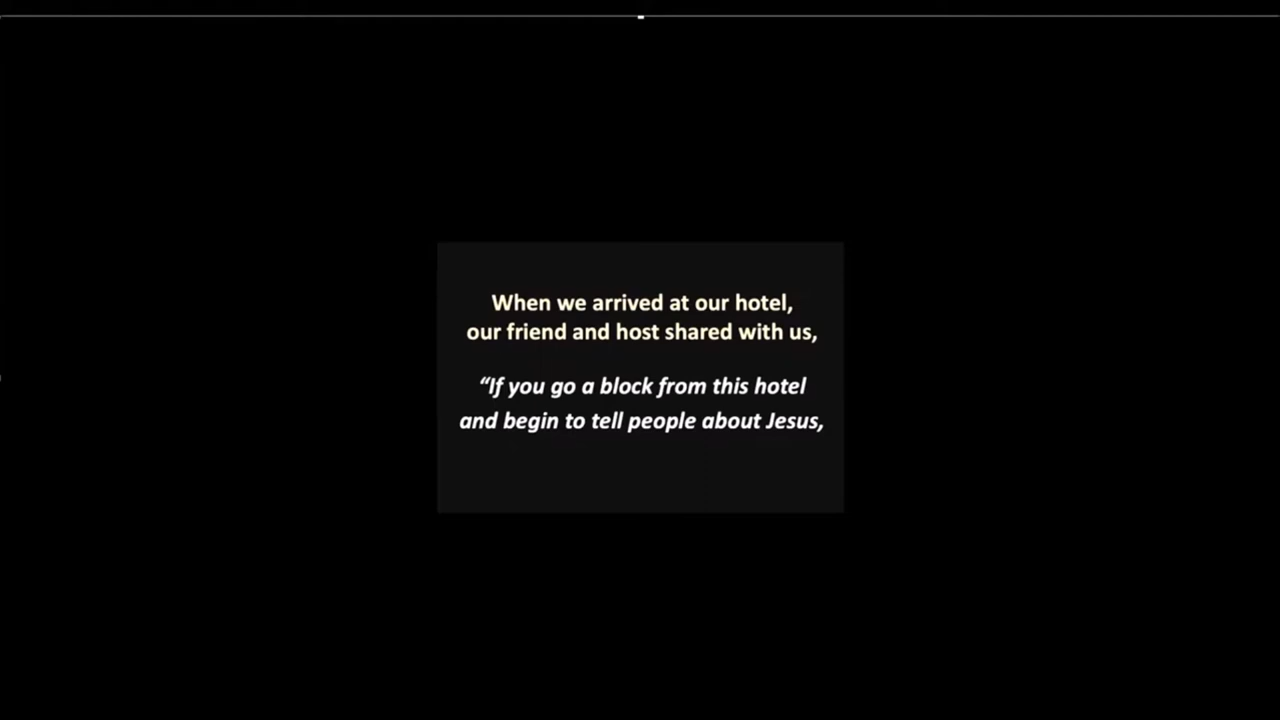 When we arrived at our hotel,
our friend and host shared with us,
“If you go a block from this hotel
and begin to tell people about Jesus,